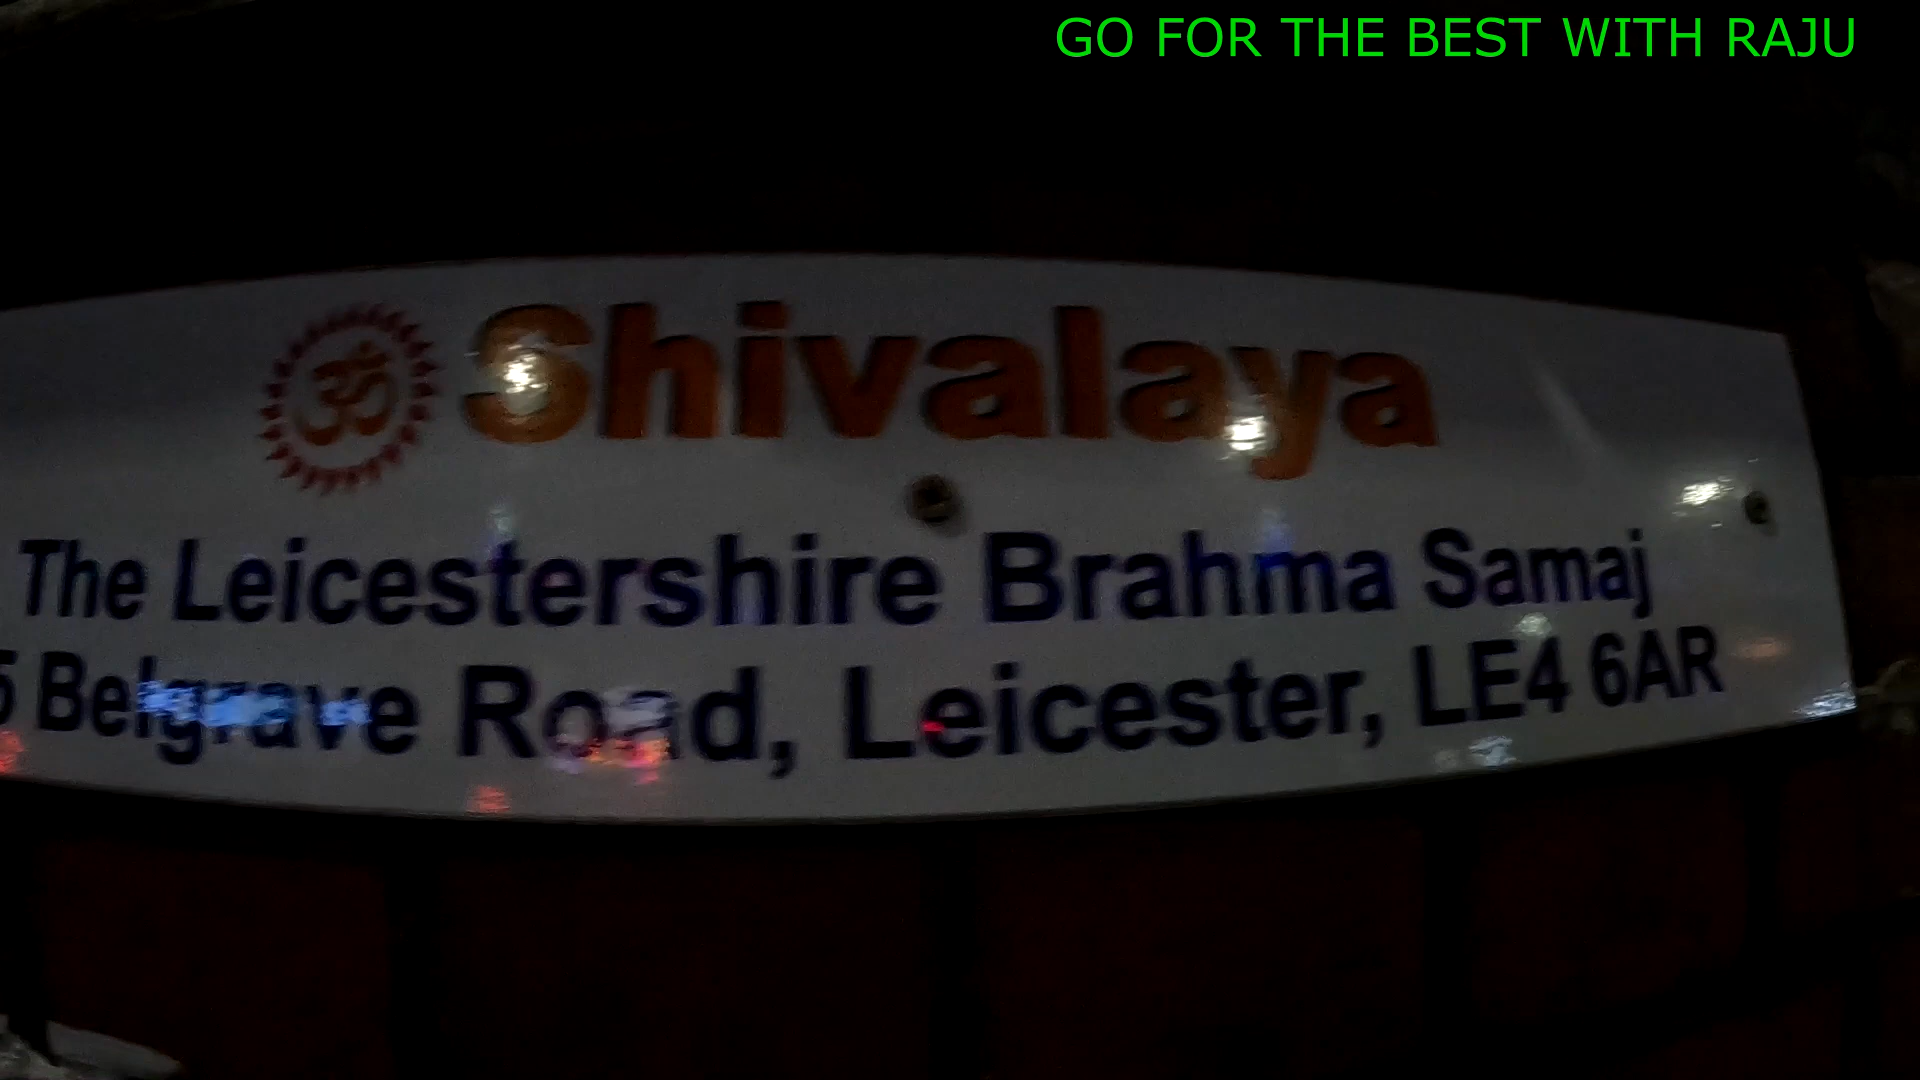 GO FOR THE BEST WITH RAJU
ॐ Shivalaya
The Leicestershire Brahma Samaj
5 Belgrave Road, Leicester, LE4 6AR